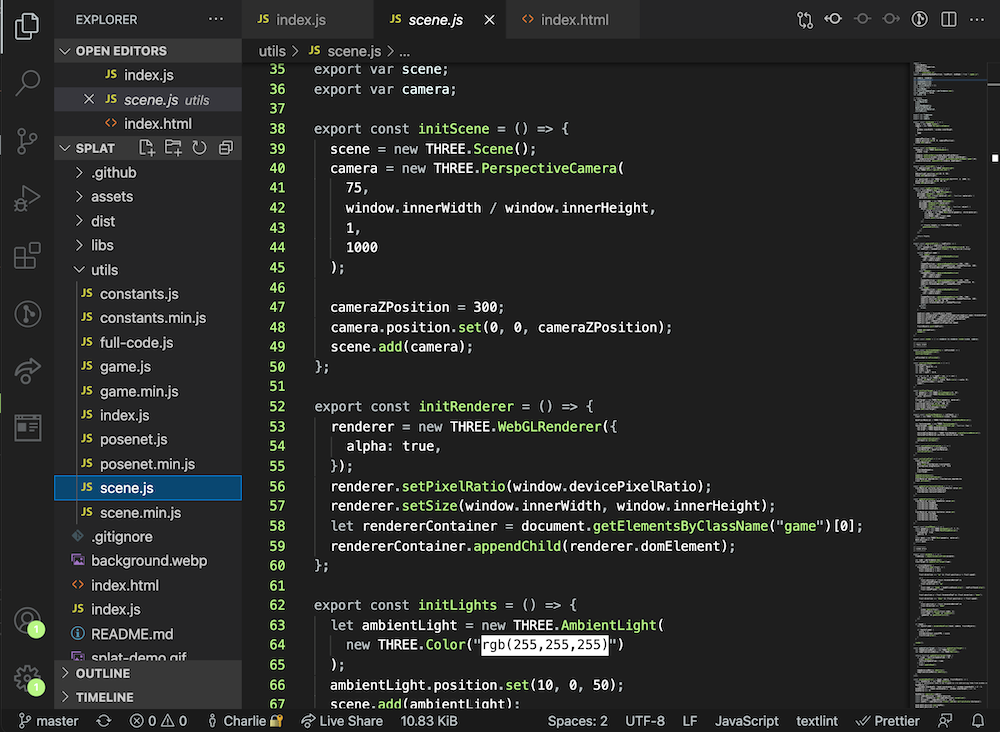 EXPLORER ...
JS index.js
JS scene.js
<> index.html
OPEN EDITORS
JS index.js
JS scene.js utils
<> index.html
SPLAT
.github
assets
dist
libs
utils
JS constants.js
JS constants.min.js
JS full-code.js
JS game.js
JS game.min.js
JS index.js
JS posenet.js
JS posenet.min.js
JS scene.js
JS scene.min.js
.gitignore
background.webp
<> index.html
JS index.js
README.md
splat-demo.gif
OUTLINE
TIMELINE
1
1
utils > JS scene.js > ...
35 export var scene;
36 export var camera;
37
38 export const initScene = () => {
39 scene = new THREE.Scene();
40 camera = new THREE.PerspectiveCamera(
41 75,
42 window.innerWidth / window.innerHeight,
43 1,
44 1000
45 );
46
47 cameraZPosition = 300;
48 camera.position.set(0, 0, cameraZPosition);
49 scene.add(camera);
50 };
51
52 export const initRenderer = () => {
53 renderer = new THREE.WebGLRenderer({
54 alpha: true,
55 });
56 renderer.setPixelRatio(window.devicePixelRatio);
57 renderer.setSize(window.innerWidth, window.innerHeight);
58 let rendererContainer = document.getElementsByClassName("game")[0];
59 rendererContainer.appendChild(renderer.domElement);
60 };
61
62 export const initLights = () => {
63 let ambientLight = new THREE.AmbientLight(
64 new THREE.Color("rgb(255,255,255)")
65 );
66 ambientLight.position.set(10, 0, 50);
67 scene.add(ambientLight);
master 0 0 Charlie Live Share 10.83 KiB Spaces: 2 UTF-8 LF JavaScript textlint Prettier